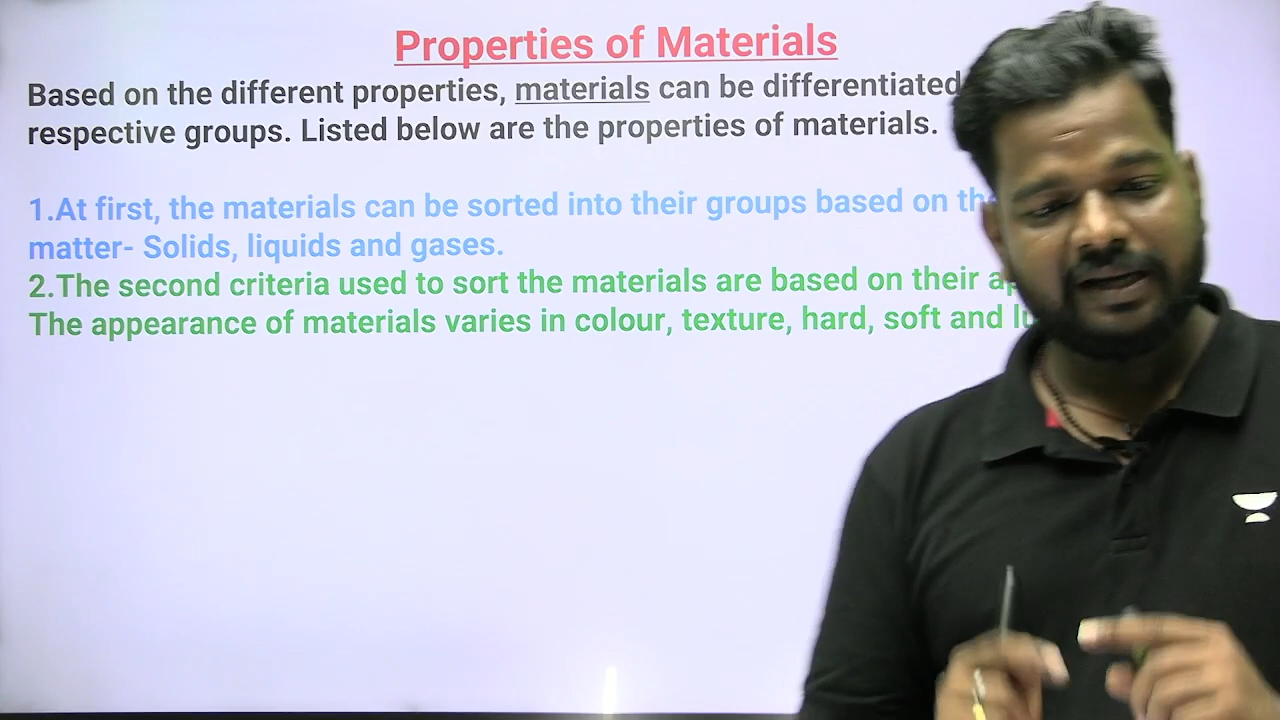 Properties of Materials
Based on the different properties, materials can be differentiated
respective groups. Listed below are the properties of materials.
1.At first, the materials can be sorted into their groups based on
matter- Solids, liquids and gases.
2.The second criteria used to sort the materials are based on their
The appearance of materials varies in colour, texture, hard, soft and